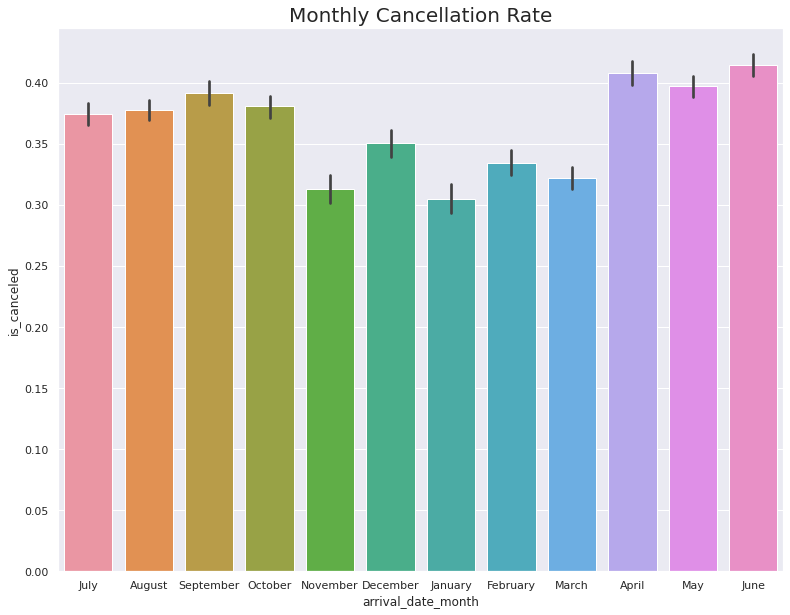 Monthly Cancellation Rate
is_canceled
0.40
0.35
0.30
0.25
0.20
0.15
0.10
0.05
0.00
July August September October November December January February March April May June
arrival_date_month